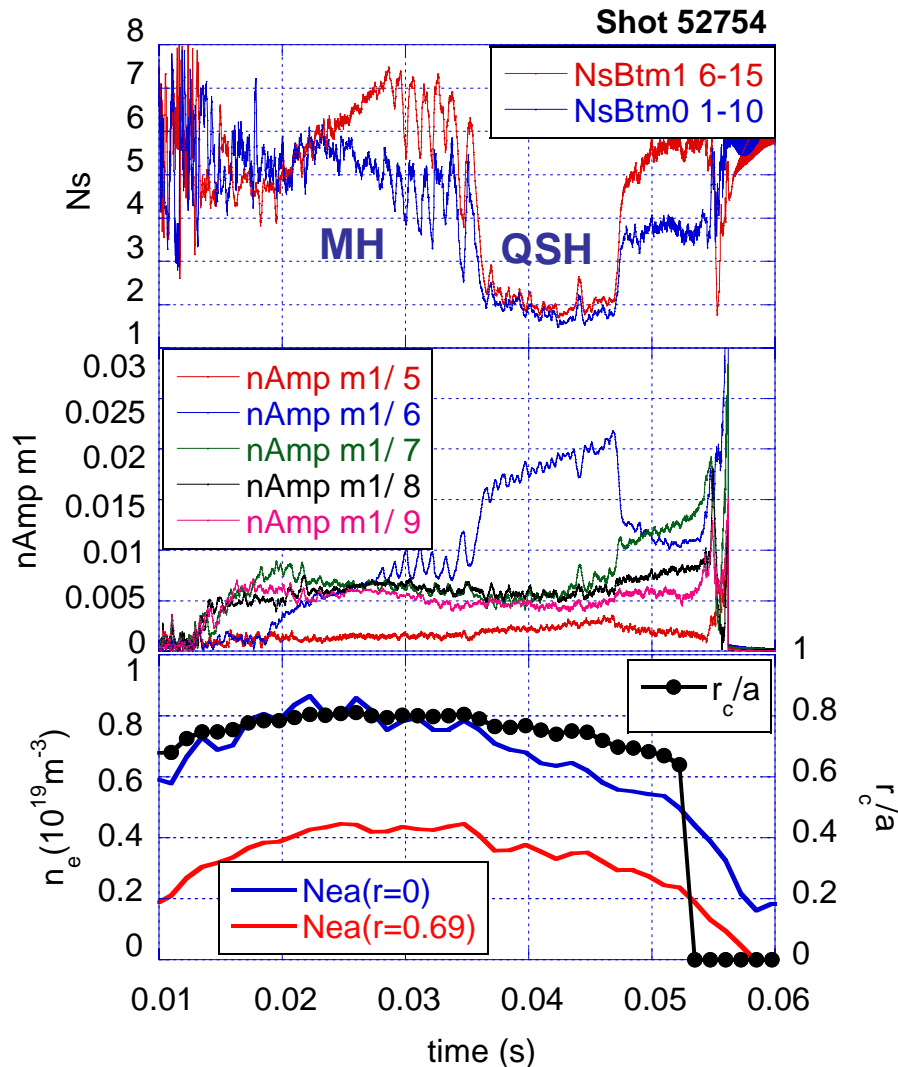 Shot 52754
NsBtm1 6-15
NsBtm0 1-10
8
7
6
5
4
3
2
1
Ns
MH
QSH
0.03
0.025
0.02
0.015
0.01
0.005
0
nAmp m1
nAmp m1/ 5
nAmp m1/ 6
nAmp m1/ 7
nAmp m1/ 8
nAmp m1/ 9
1
0.8
0.6
0.4
0.2
0
n_e(10^19 m^-3)
r_c/a
1
0.8
0.6
0.4
0.2
0
r_c/a
Nea(r=0)
Nea(r=0.69)
0.01 0.02 0.03 0.04 0.05 0.06
time (s)